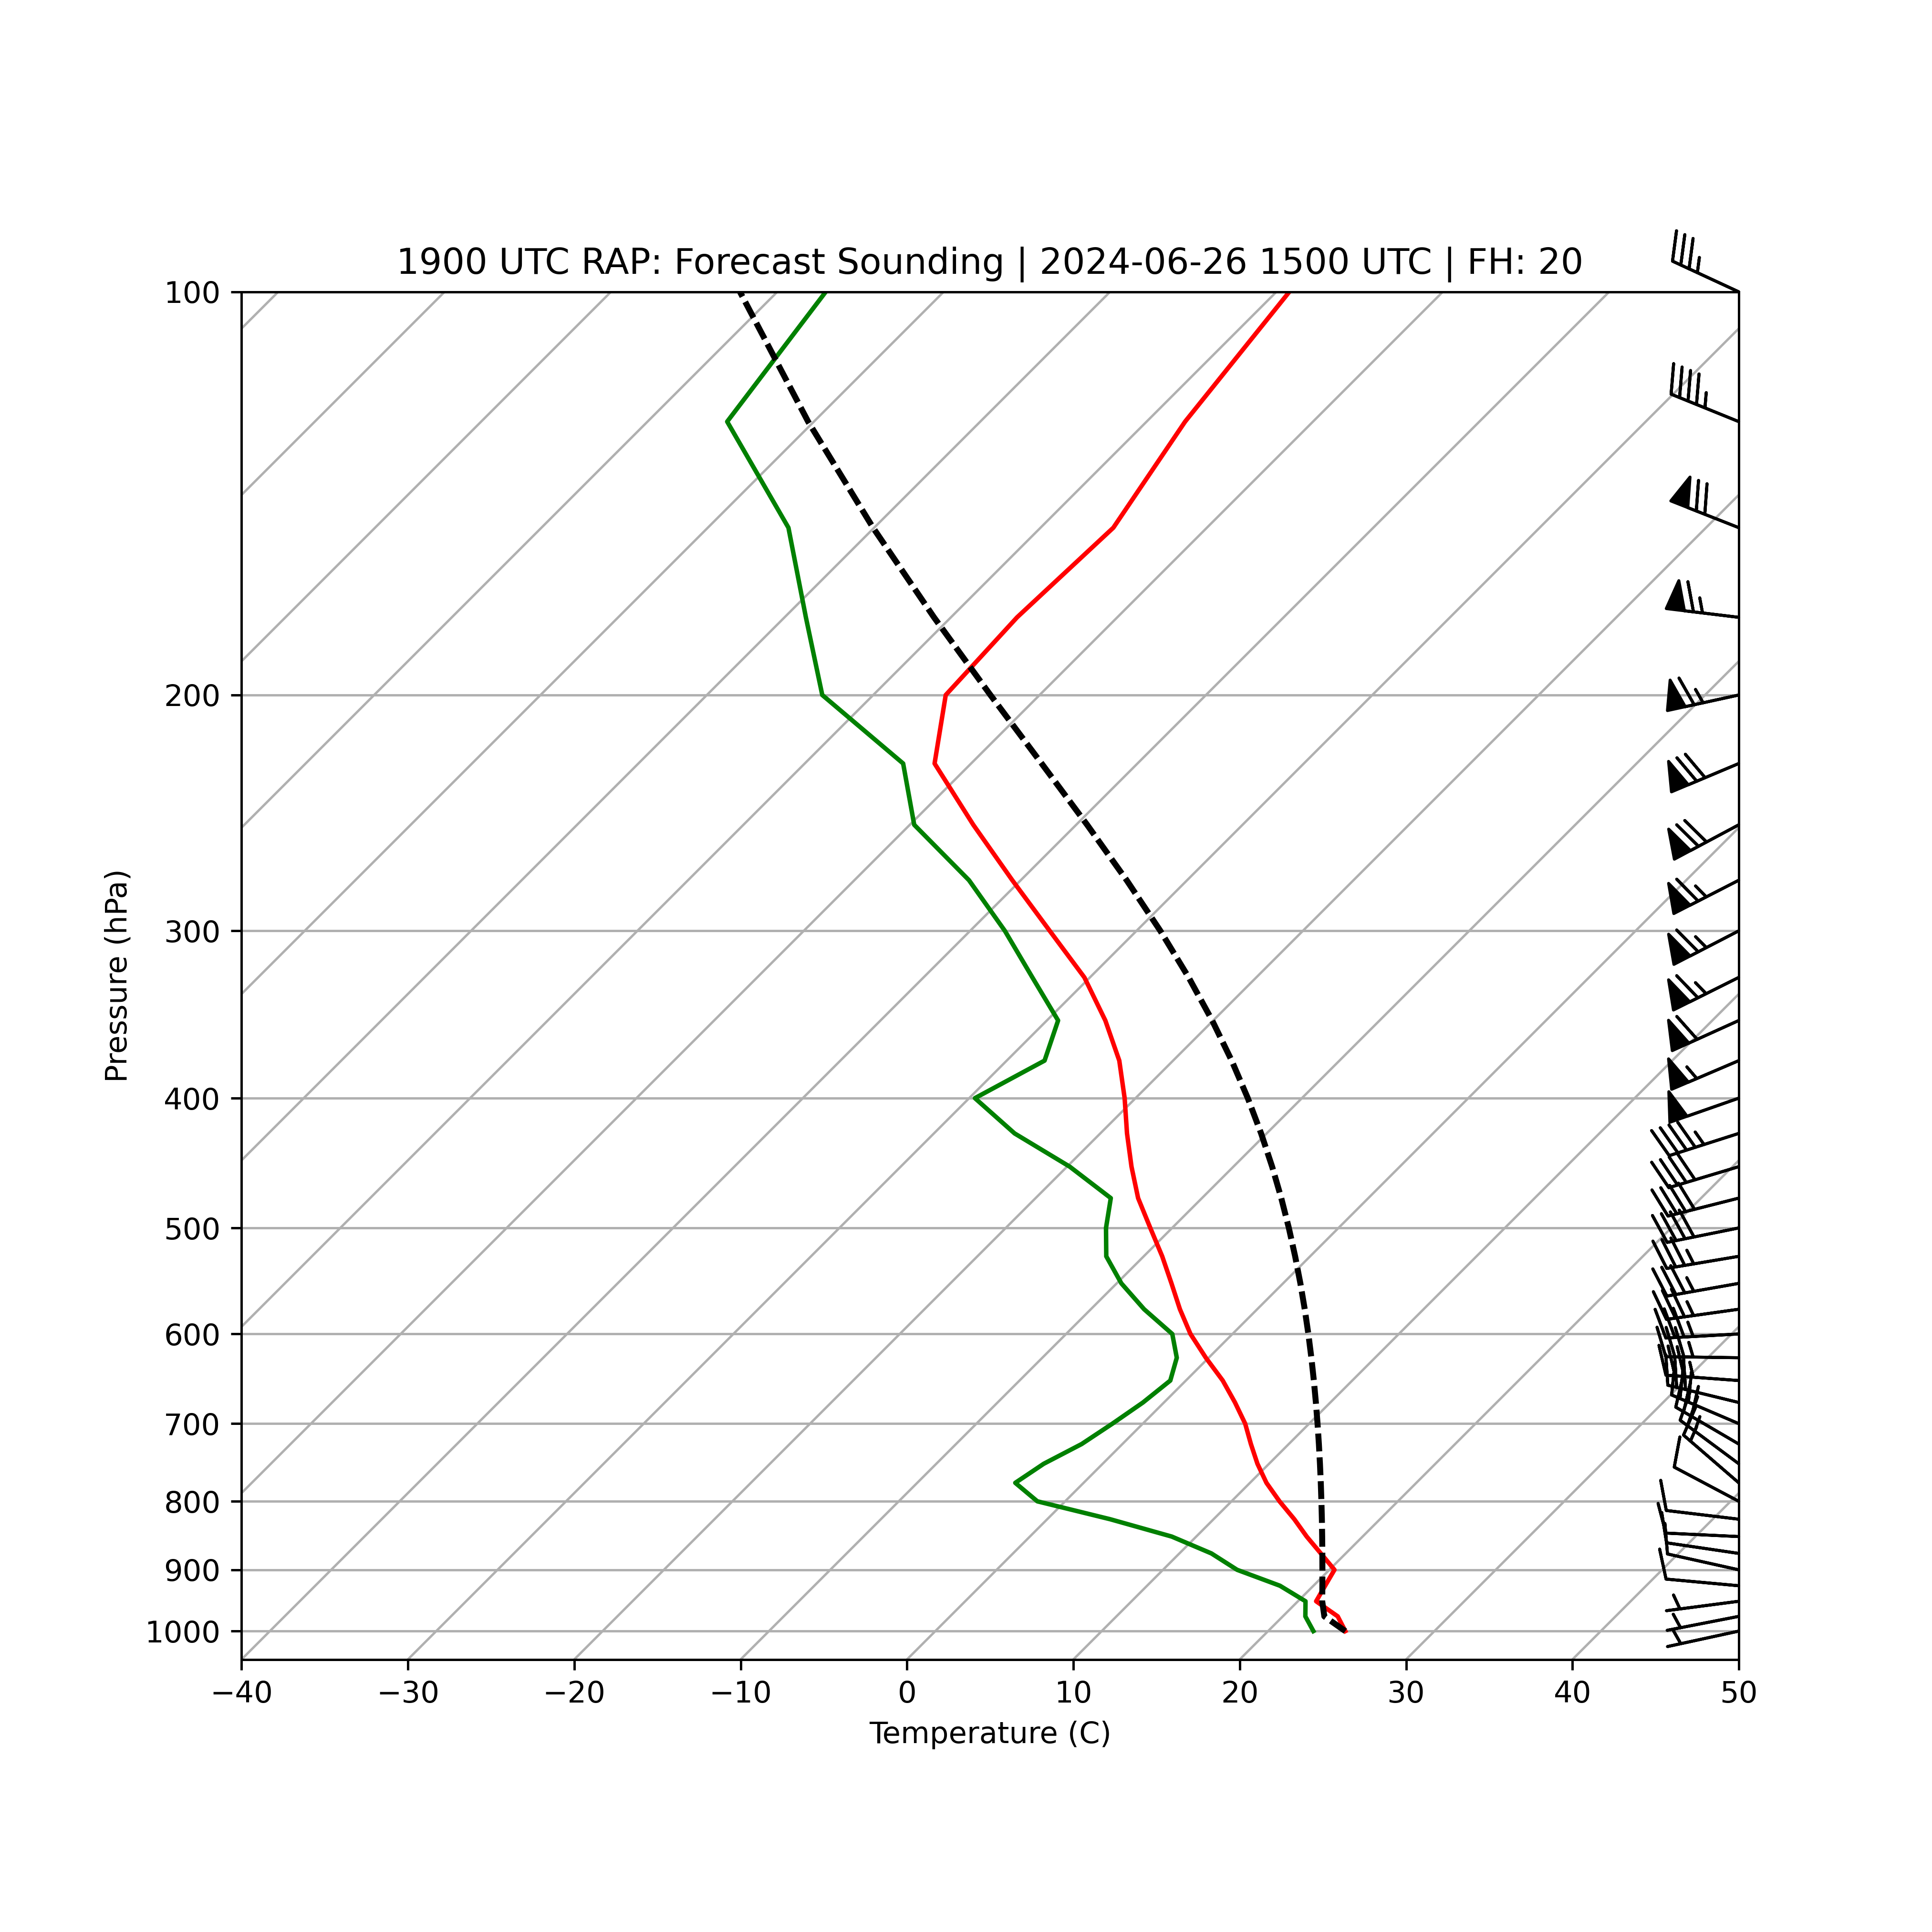 1900 UTC RAP: Forecast Sounding | 2024-06-26 1500 UTC | FH: 20
100
200
300
400
500
600
700
800
900
1000
Pressure (hPa)
−40 −30 −20 −10 0 10 20 30 40 50
Temperature (C)